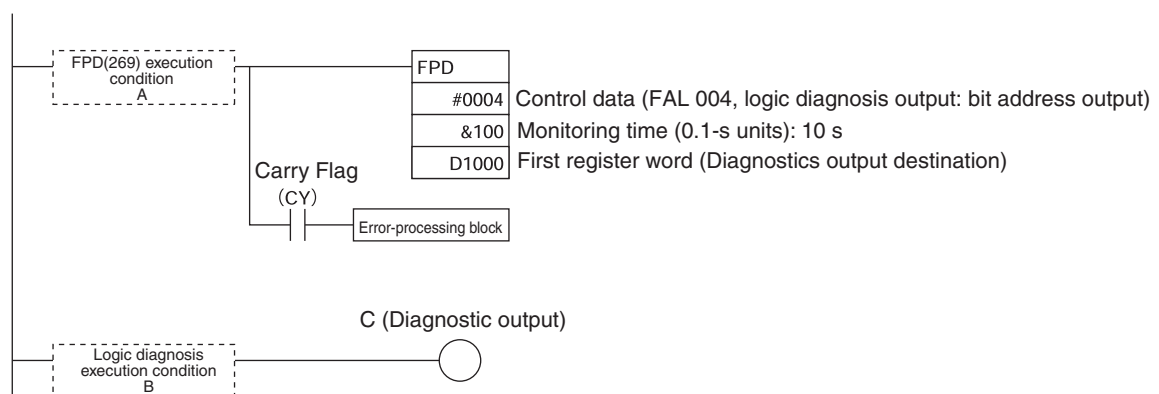 FPD(269) execution
condition
A
FPD
#0004 Control data (FAL 004, logic diagnosis output: bit address output)
&100 Monitoring time (0.1-s units): 10 s
D1000 First register word (Diagnostics output destination)
Carry Flag
(CY)
Error-processing block
C (Diagnostic output)
Logic diagnosis
execution condition
B